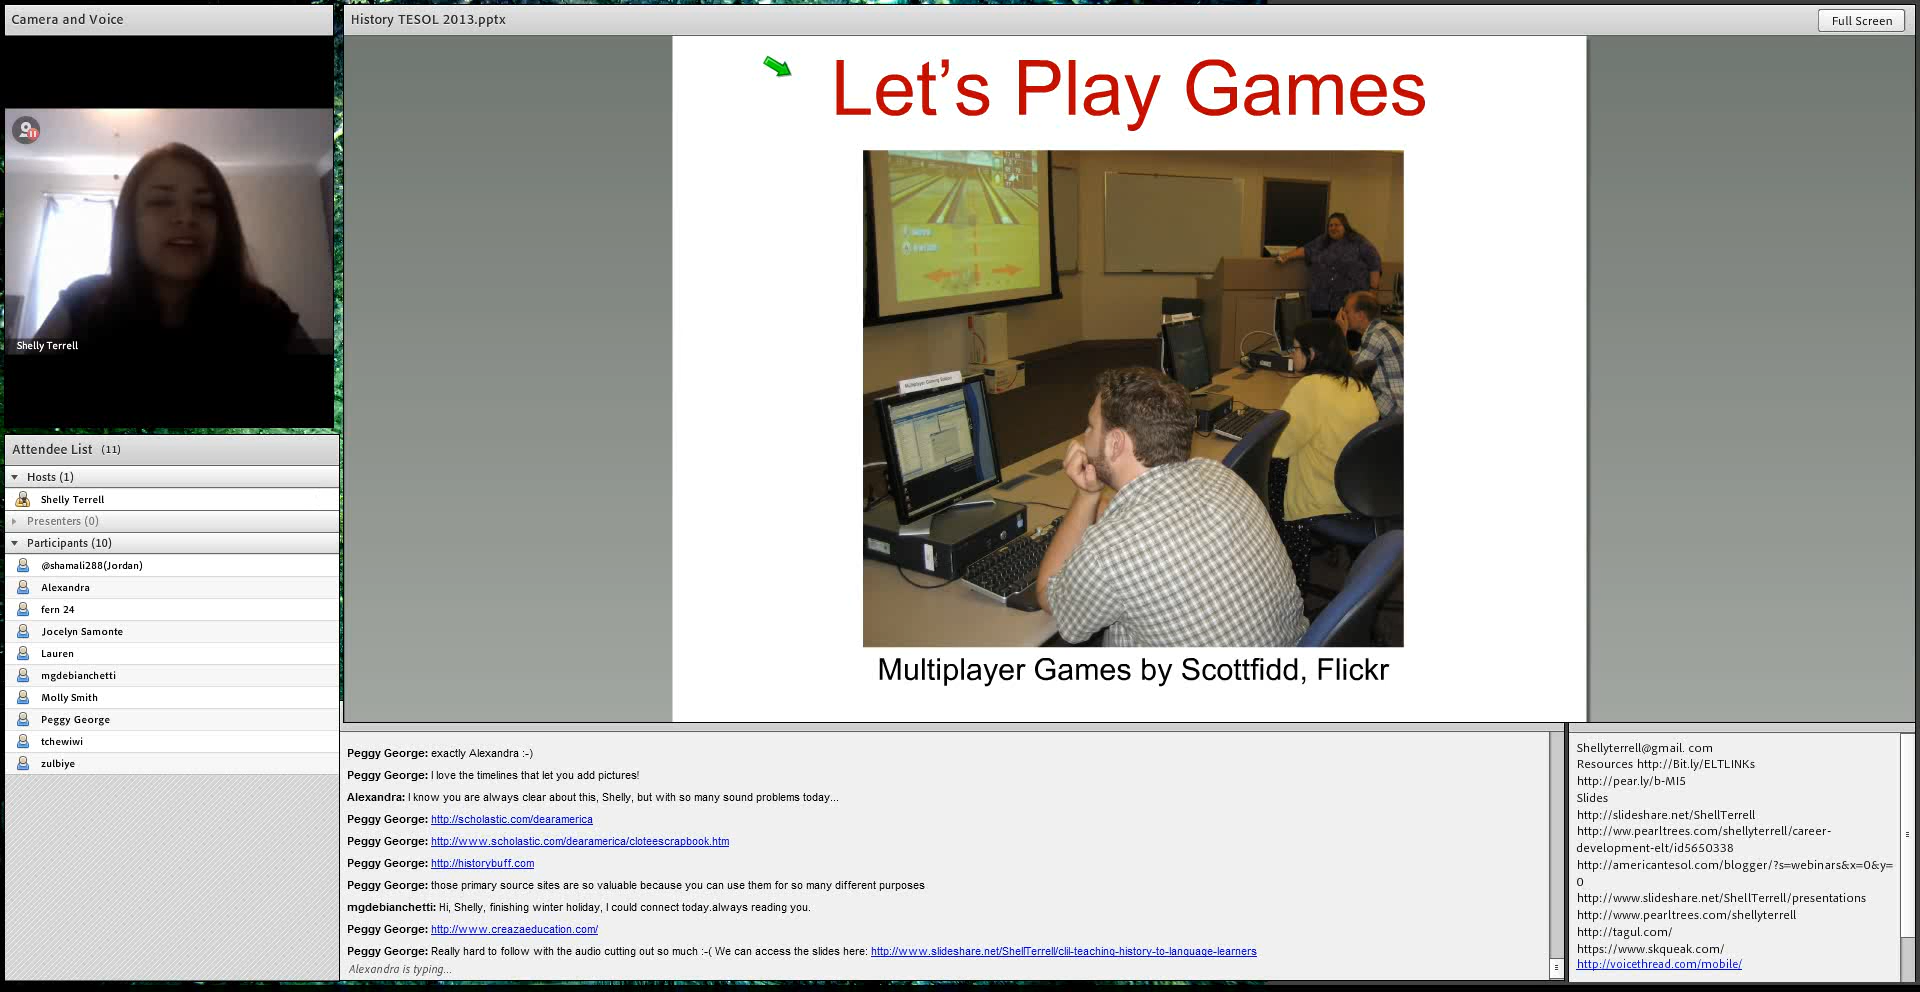 Camera and Voice
Shelly Terrell
Attendee List (11)
Hosts (1)
Shelly Terrell
Presenters (0)
Participants (10)
@shamali288(Jordan)
Alexandra
fern 24
Jocelyn Samonte
Lauren
mgdebianchetti
Molly Smith
Peggy George
tchewiwi
zulbiye
History TESOL 2013.pptx
Full Screen
Let's Play Games
Multiplayer Games by Scottfidd, Flickr
Peggy George: exactly Alexandra :-)
Peggy George: I love the timelines that let you add pictures!
Alexandra: I know you are always clear about this, Shelly, but with so many sound problems today...
Peggy George: http://scholastic.com/dearamerica
Peggy George: http://www.scholastic.com/dearamerica/cloteescrapbook.htm
Peggy George: http://historybuff.com
Peggy George: those primary source sites are so valuable because you can use them for so many different purposes
mgdebianchetti: Hi, Shelly, finishing winter holiday, I could connect today.always reading you.
Peggy George: http://www.creazaeducation.com/
Peggy George: Really hard to follow with the audio cutting out so much :-( We can access the slides here: http://www.slideshare.net/ShellTerrell/clil-teaching-history-to-language-learners
Alexandra is typing...
Shellyterrell@gmail. com
Resources http://Bit.ly/ELTLINKs
http://pear.ly/b-MI5
Slides
http://slideshare.net/ShellTerrell
http://ww.pearltrees.com/shellyterrell/career-
development-elt/id5650338
http://americantesol.com/blogger/?s=webinars&x=0&y=
0
http://www.slideshare.net/ShellTerrell/presentations
http://www.pearltrees.com/shellyterrell
http://tagul.com/
https://www.skqueak.com/
http://voicethread.com/mobile/